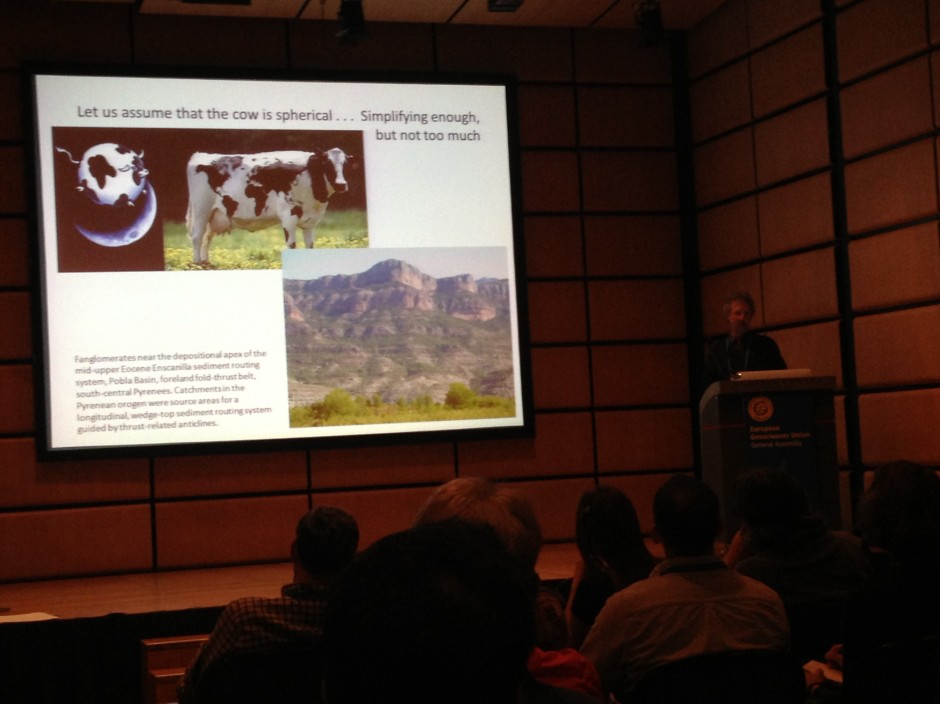 Let us assume that the cow is spherical . . . Simplifying enough,
but not too much
Fanglomerates near the depositional apex of the
mid-upper Eocene Enscanilla sediment routing
system, Pobla Basin, foreland fold-thrust belt,
south-central Pyrenees. Catchments in the
Pyrenean orogen were source areas for a
longitudinal, wedge-top sediment routing system
guided by thrust-related anticlines.
European
Geosciences Union
General Assembly